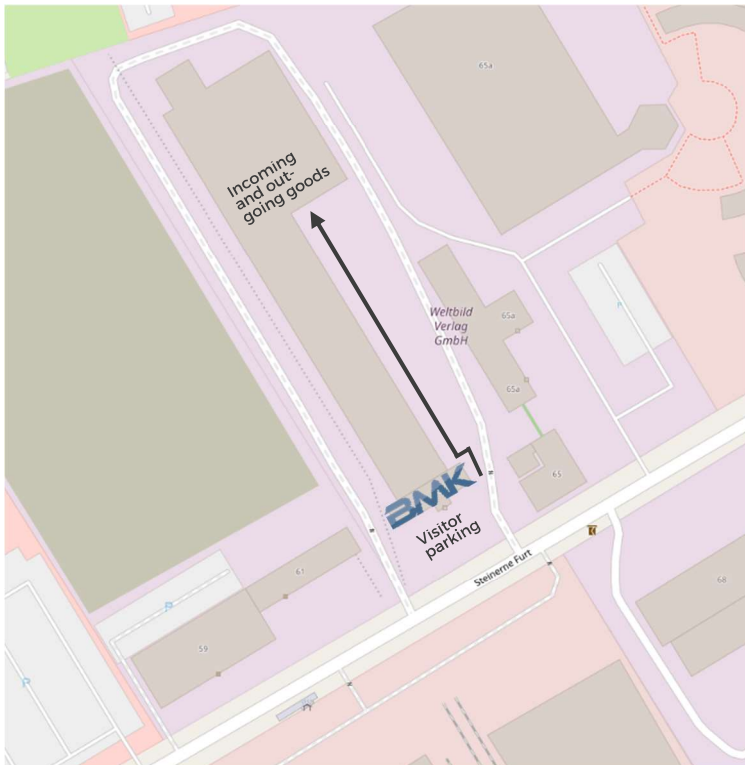 65a
Incoming
and out-
going goods
Weltbild
Verlag
GmbH
65a
65a
65
BMK
Visitor
parking
Steinerne Furt
61
P
59
P
P
68